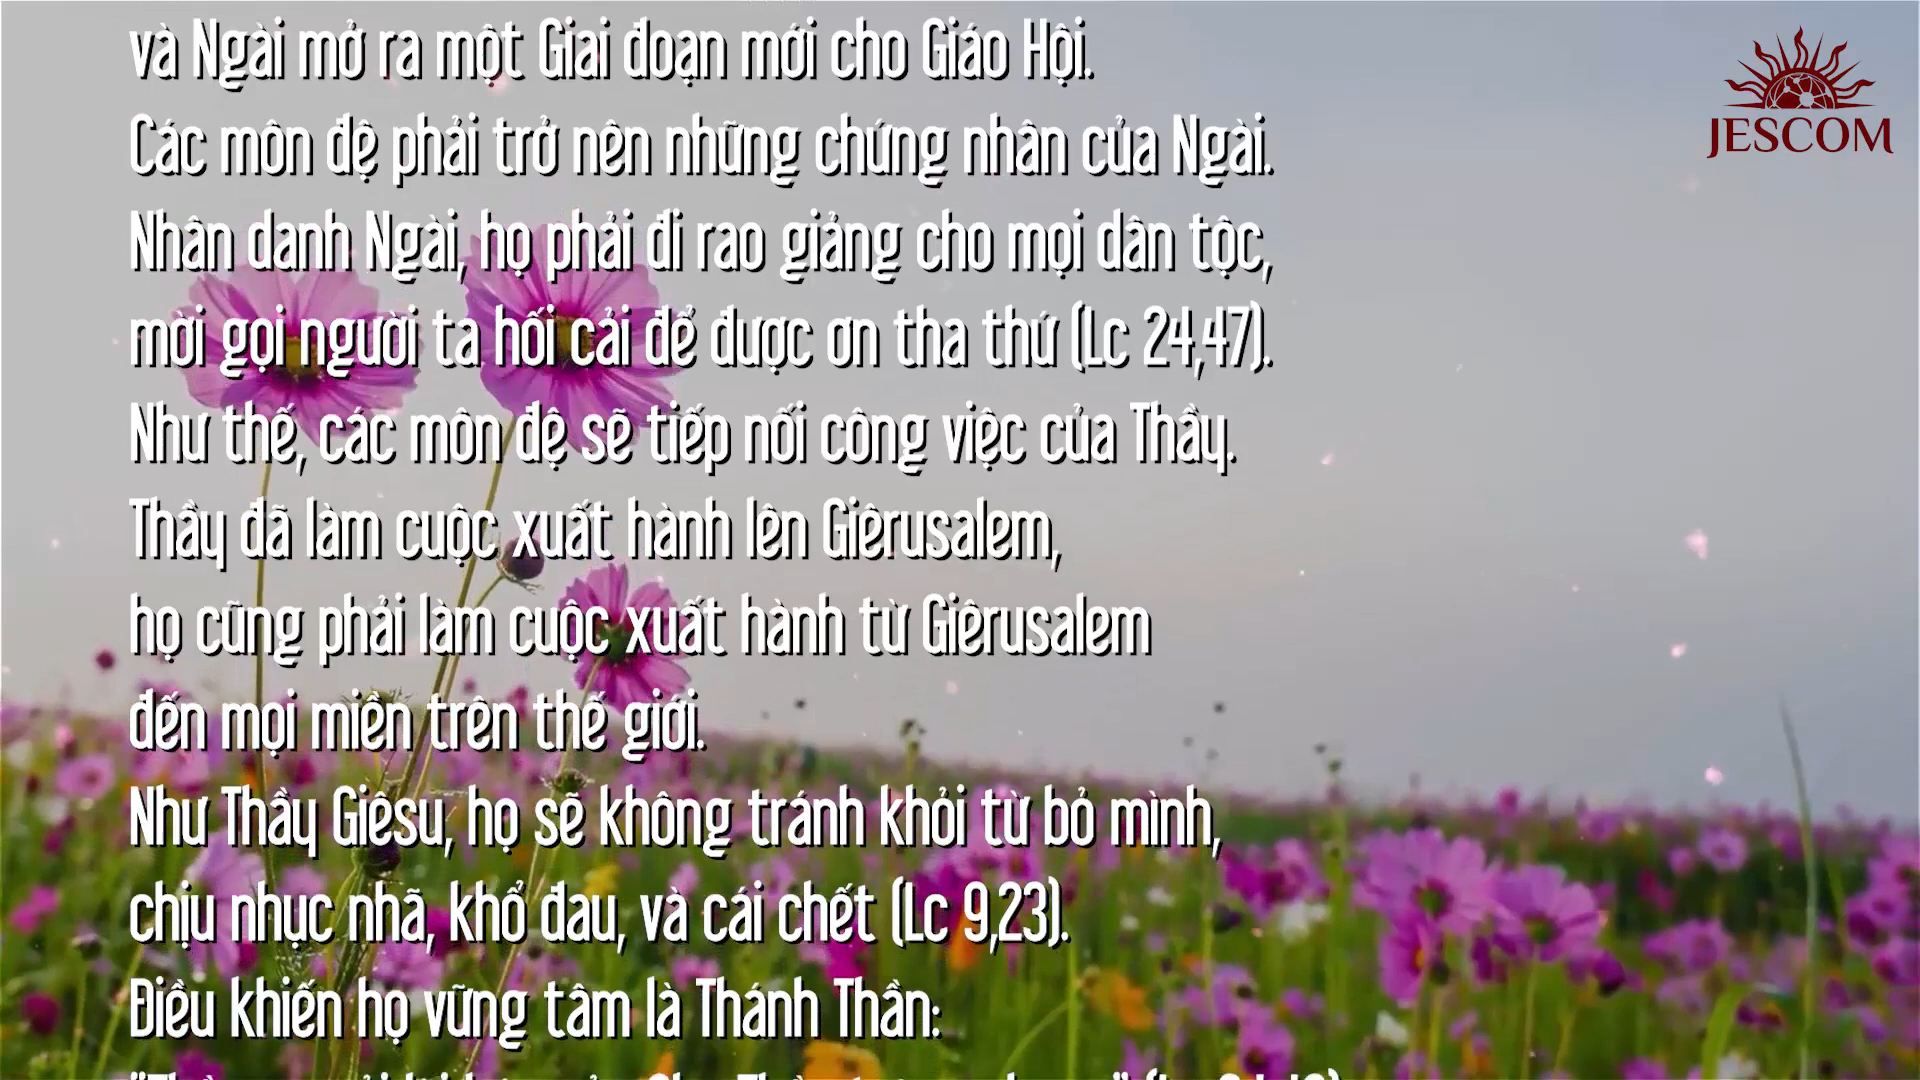 và Ngài mở ra một Giai đoạn mới cho Giáo Hội.
Các môn đệ phải trở nên những chứng nhân của Ngài.
Nhân danh Ngài, họ phải đi rao giảng cho mọi dân tộc,
mời gọi người ta hối cải để được ơn tha thứ (Lc 24,47).
Như thế, các môn đệ sẽ tiếp nối công việc của Thầy.
Thầy đã làm cuộc xuất hành lên Giêrusalem,
họ cũng phải làm cuộc xuất hành từ Giêrusalem
đến mọi miền trên thế giới.
Như Thầy Giêsu, họ sẽ không tránh khỏi từ bỏ mình,
chịu nhục nhã, khổ đau, và cái chết (Lc 9,23).
Điều khiến họ vững tâm là Thánh Thần:
JESCOM